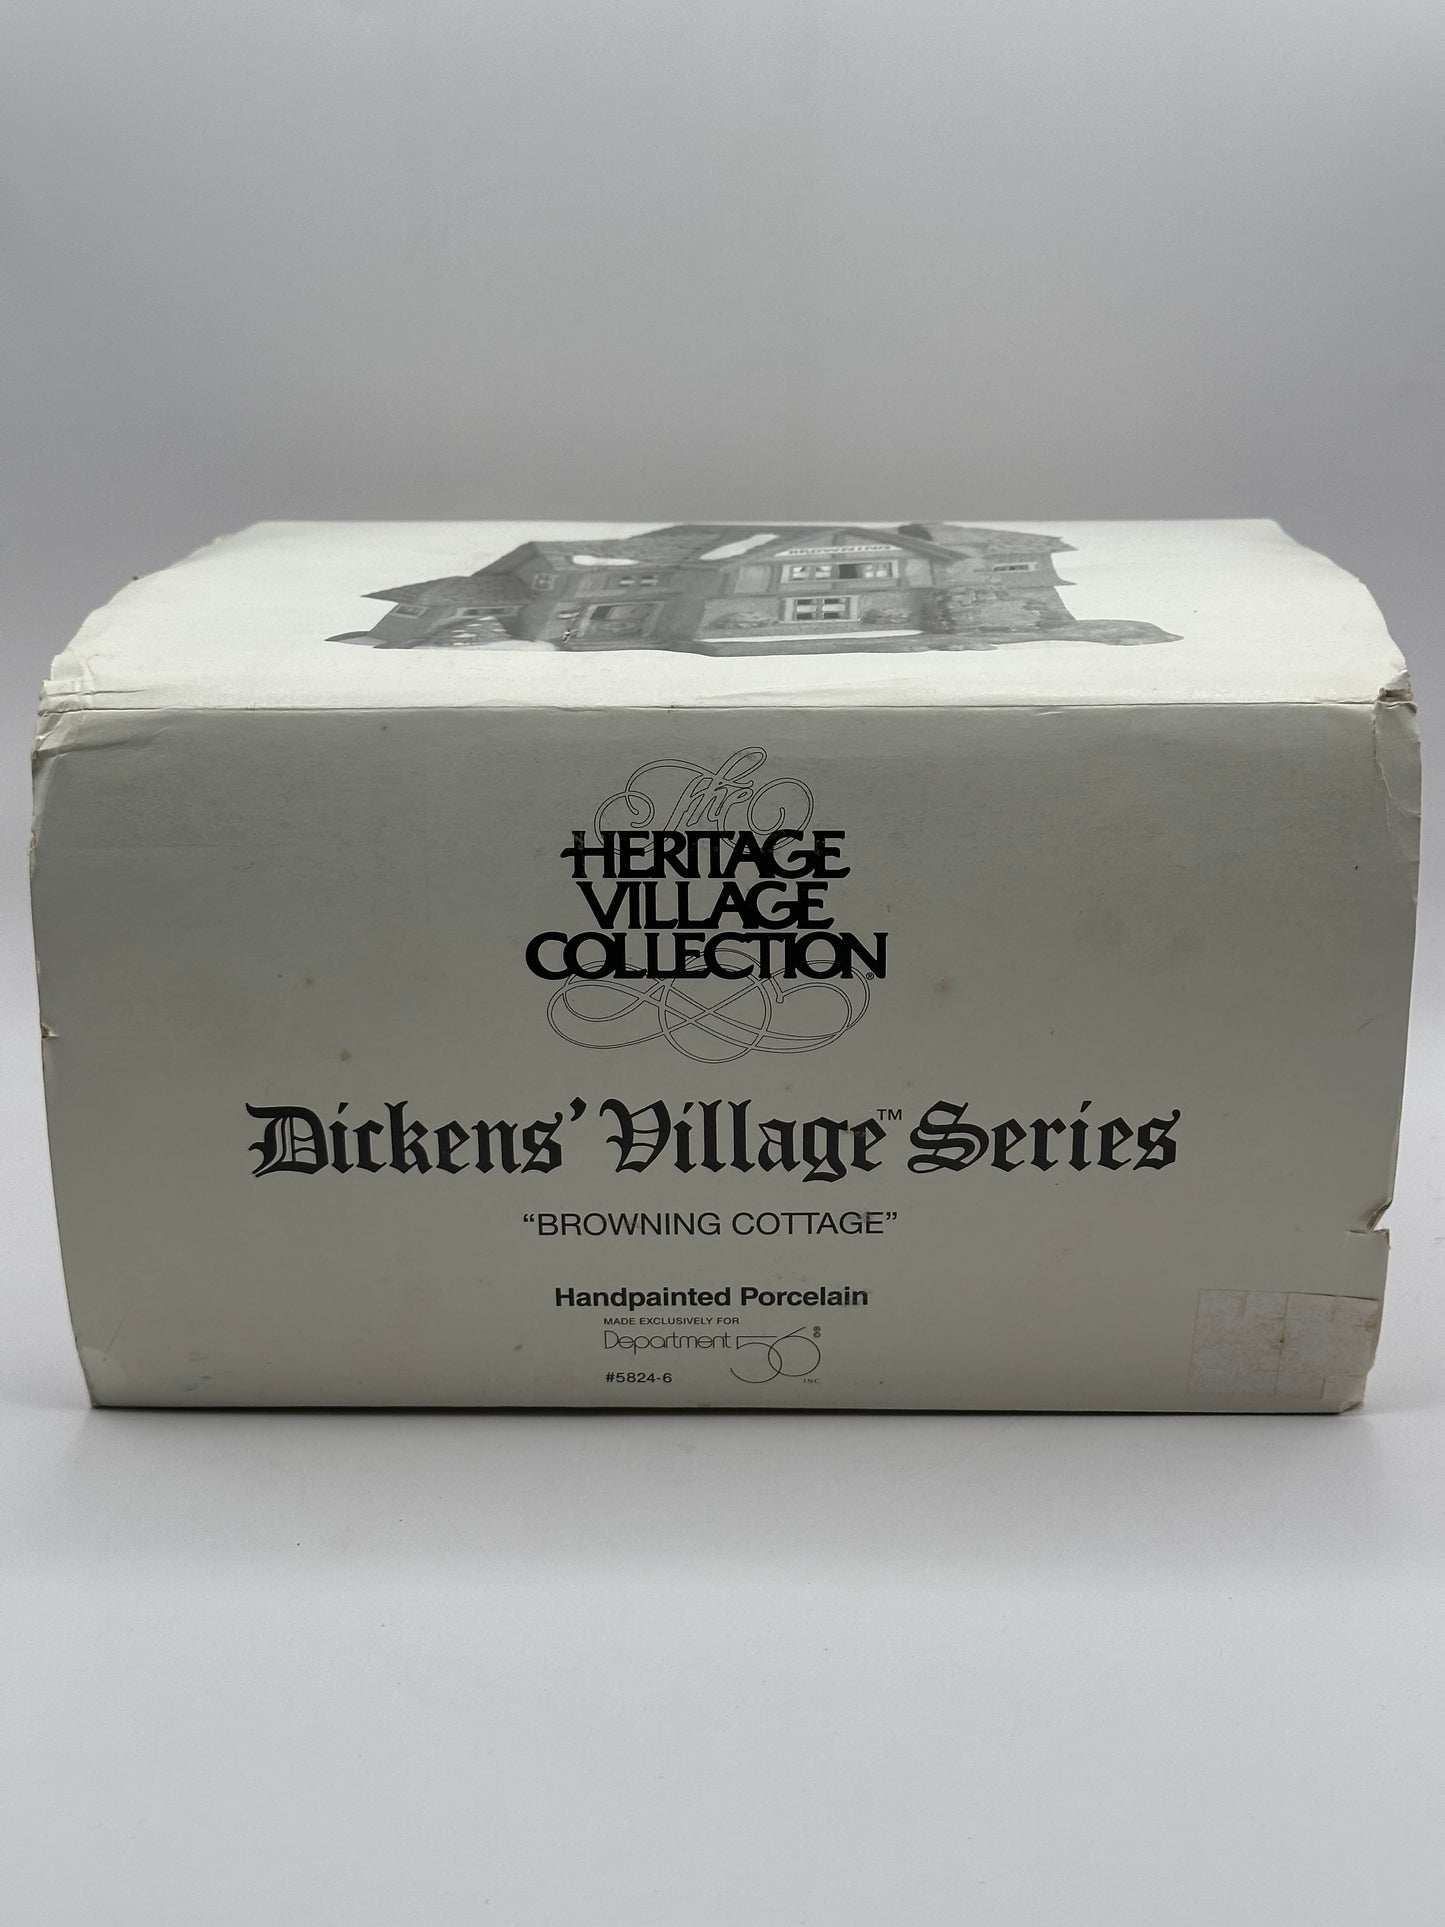 BROWNING
The
HERITAGE
VILLAGE
COLLECTION®
Dickens' Village™ Series
“BROWNING COTTAGE”
Handpainted Porcelain
MADE EXCLUSIVELY FOR
Department 56®
#5824-6 INC.